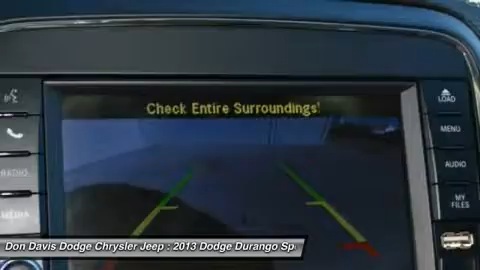 Check Entire Surroundings!
LOAD
MENU
RADIO
AUDIO
MEDIA
MY
FILES
Don Davis Dodge Chrysler Jeep : 2013 Dodge Durango Sp